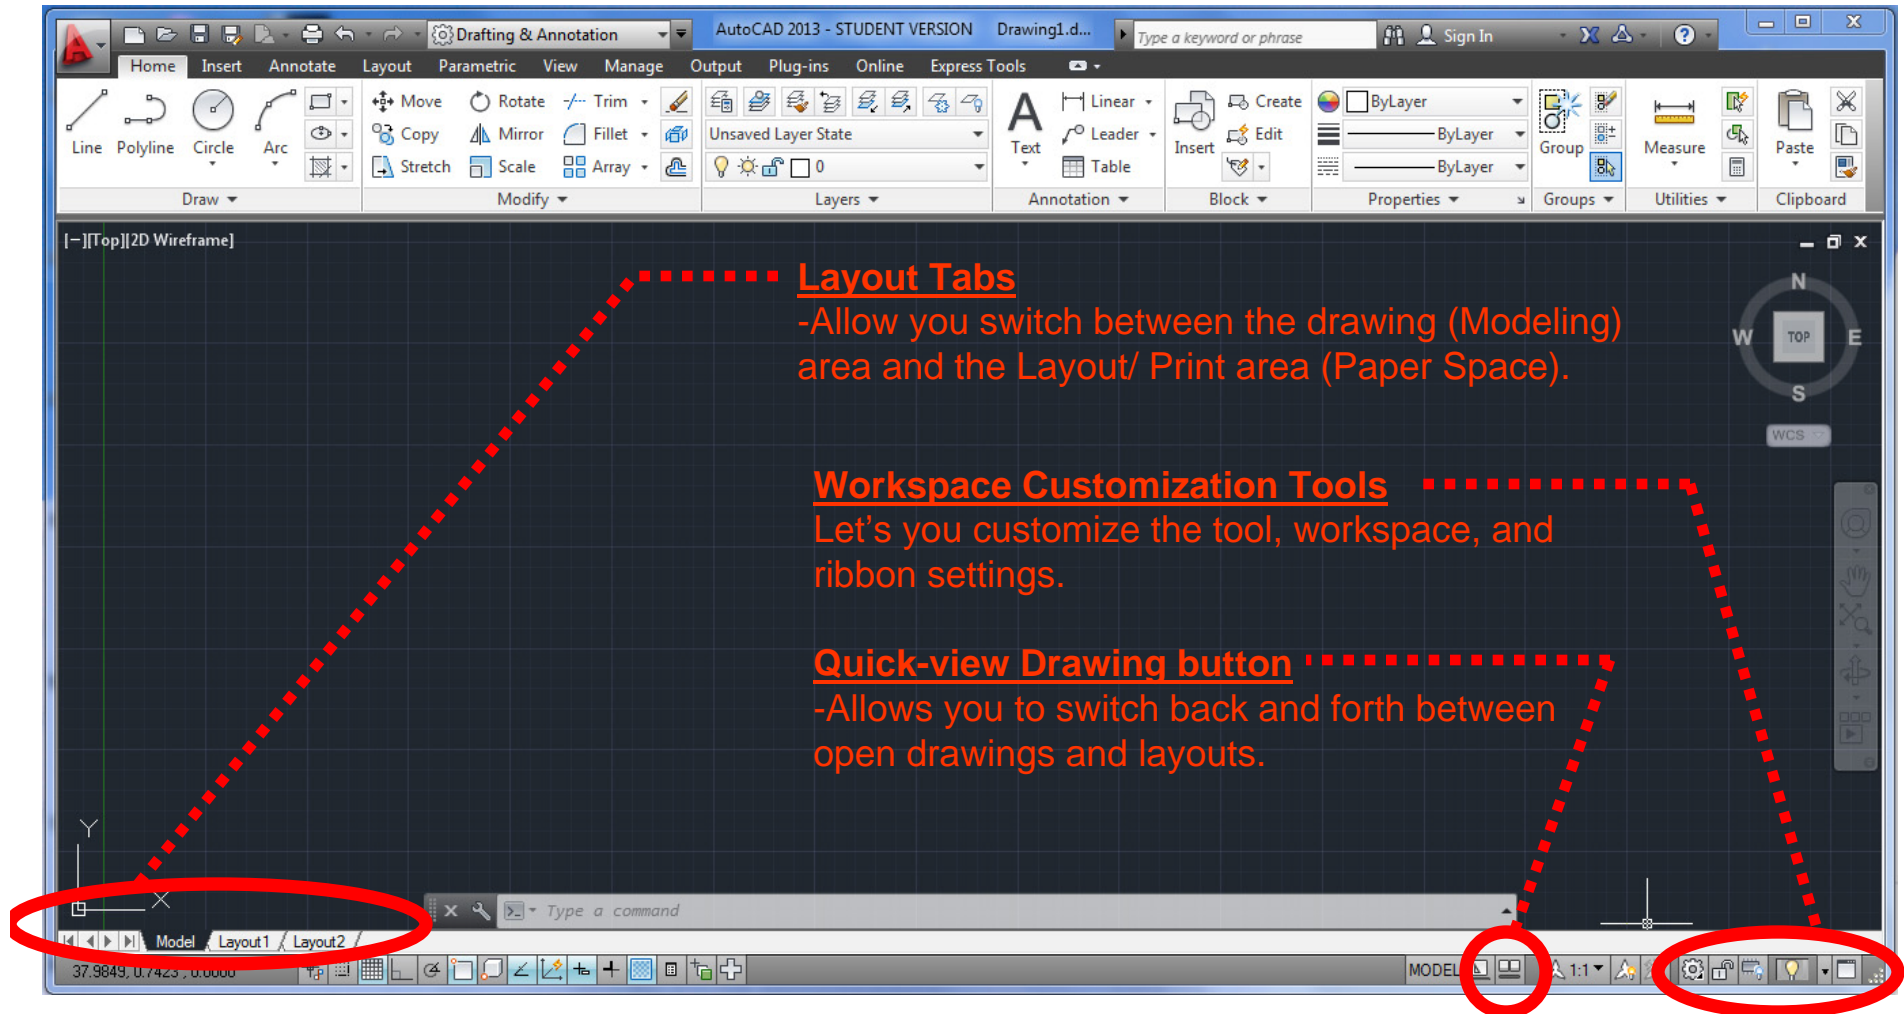 Drafting & Annotation
AutoCAD 2013 - STUDENT VERSION Drawing1.d...
Type a keyword or phrase
Sign In
Home Insert Annotate Layout Parametric View Manage Output Plug-ins Online Express Tools
Line Polyline Circle Arc
Move Rotate Trim
Copy Mirror Fillet
Stretch Scale Array
Unsaved Layer State
0
Text
Linear
Leader
Table
Insert
Create
Edit
ByLayer
ByLayer
ByLayer
Group
Measure
Paste
Draw Modify Layers Annotation Block Properties Groups Utilities Clipboard
[−][Top][2D Wireframe]
Layout Tabs
-Allow you switch between the drawing (Modeling)
area and the Layout/ Print area (Paper Space).
N
W TOP E
S
WCS
Workspace Customization Tools
Let’s you customize the tool, workspace, and
ribbon settings.
Quick-view Drawing button
-Allows you to switch back and forth between
open drawings and layouts.
Y
X
Type a command
Model Layout1 Layout2
37.9849, 0.7423 , 0.0000
MODEL
1:1